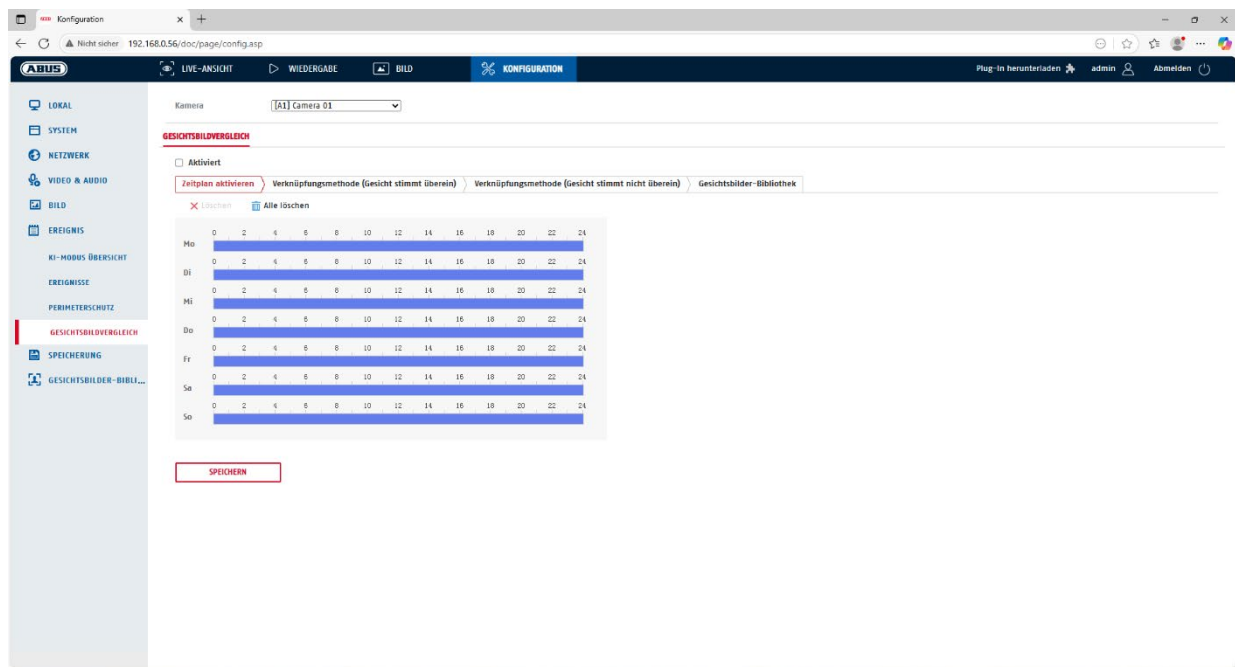 Konfiguration
Nicht sicher 192.168.0.56/doc/page/config.asp
ABUS LIVE-ANSICHT WIEDERGABE BILD KONFIGURATION Plug-in herunterladen admin Abmelden
LOKAL
SYSTEM
NETZWERK
VIDEO & AUDIO
BILD
EREIGNIS
KI-MODUS ÜBERSICHT
EREIGNISSE
PERIMETERSCHUTZ
GESICHTSBILDVERGLEICH
SPEICHERUNG
GESICHTSBILDER-BIBLI...
Kamera [A1] Camera 01
GESICHTSBILDVERGLEICH
Aktiviert
Zeitplan aktivieren Verknüpfungsmethode (Gesicht stimmt überein) Verknüpfungsmethode (Gesicht stimmt nicht überein) Gesichtsbilder-Bibliothek
Löschen Alle löschen
0 2 4 6 8 10 12 14 16 18 20 22 24
Mo
0 2 4 6 8 10 12 14 16 18 20 22 24
Di
0 2 4 6 8 10 12 14 16 18 20 22 24
Mi
0 2 4 6 8 10 12 14 16 18 20 22 24
Do
0 2 4 6 8 10 12 14 16 18 20 22 24
Fr
0 2 4 6 8 10 12 14 16 18 20 22 24
Sa
0 2 4 6 8 10 12 14 16 18 20 22 24
So
SPEICHERN